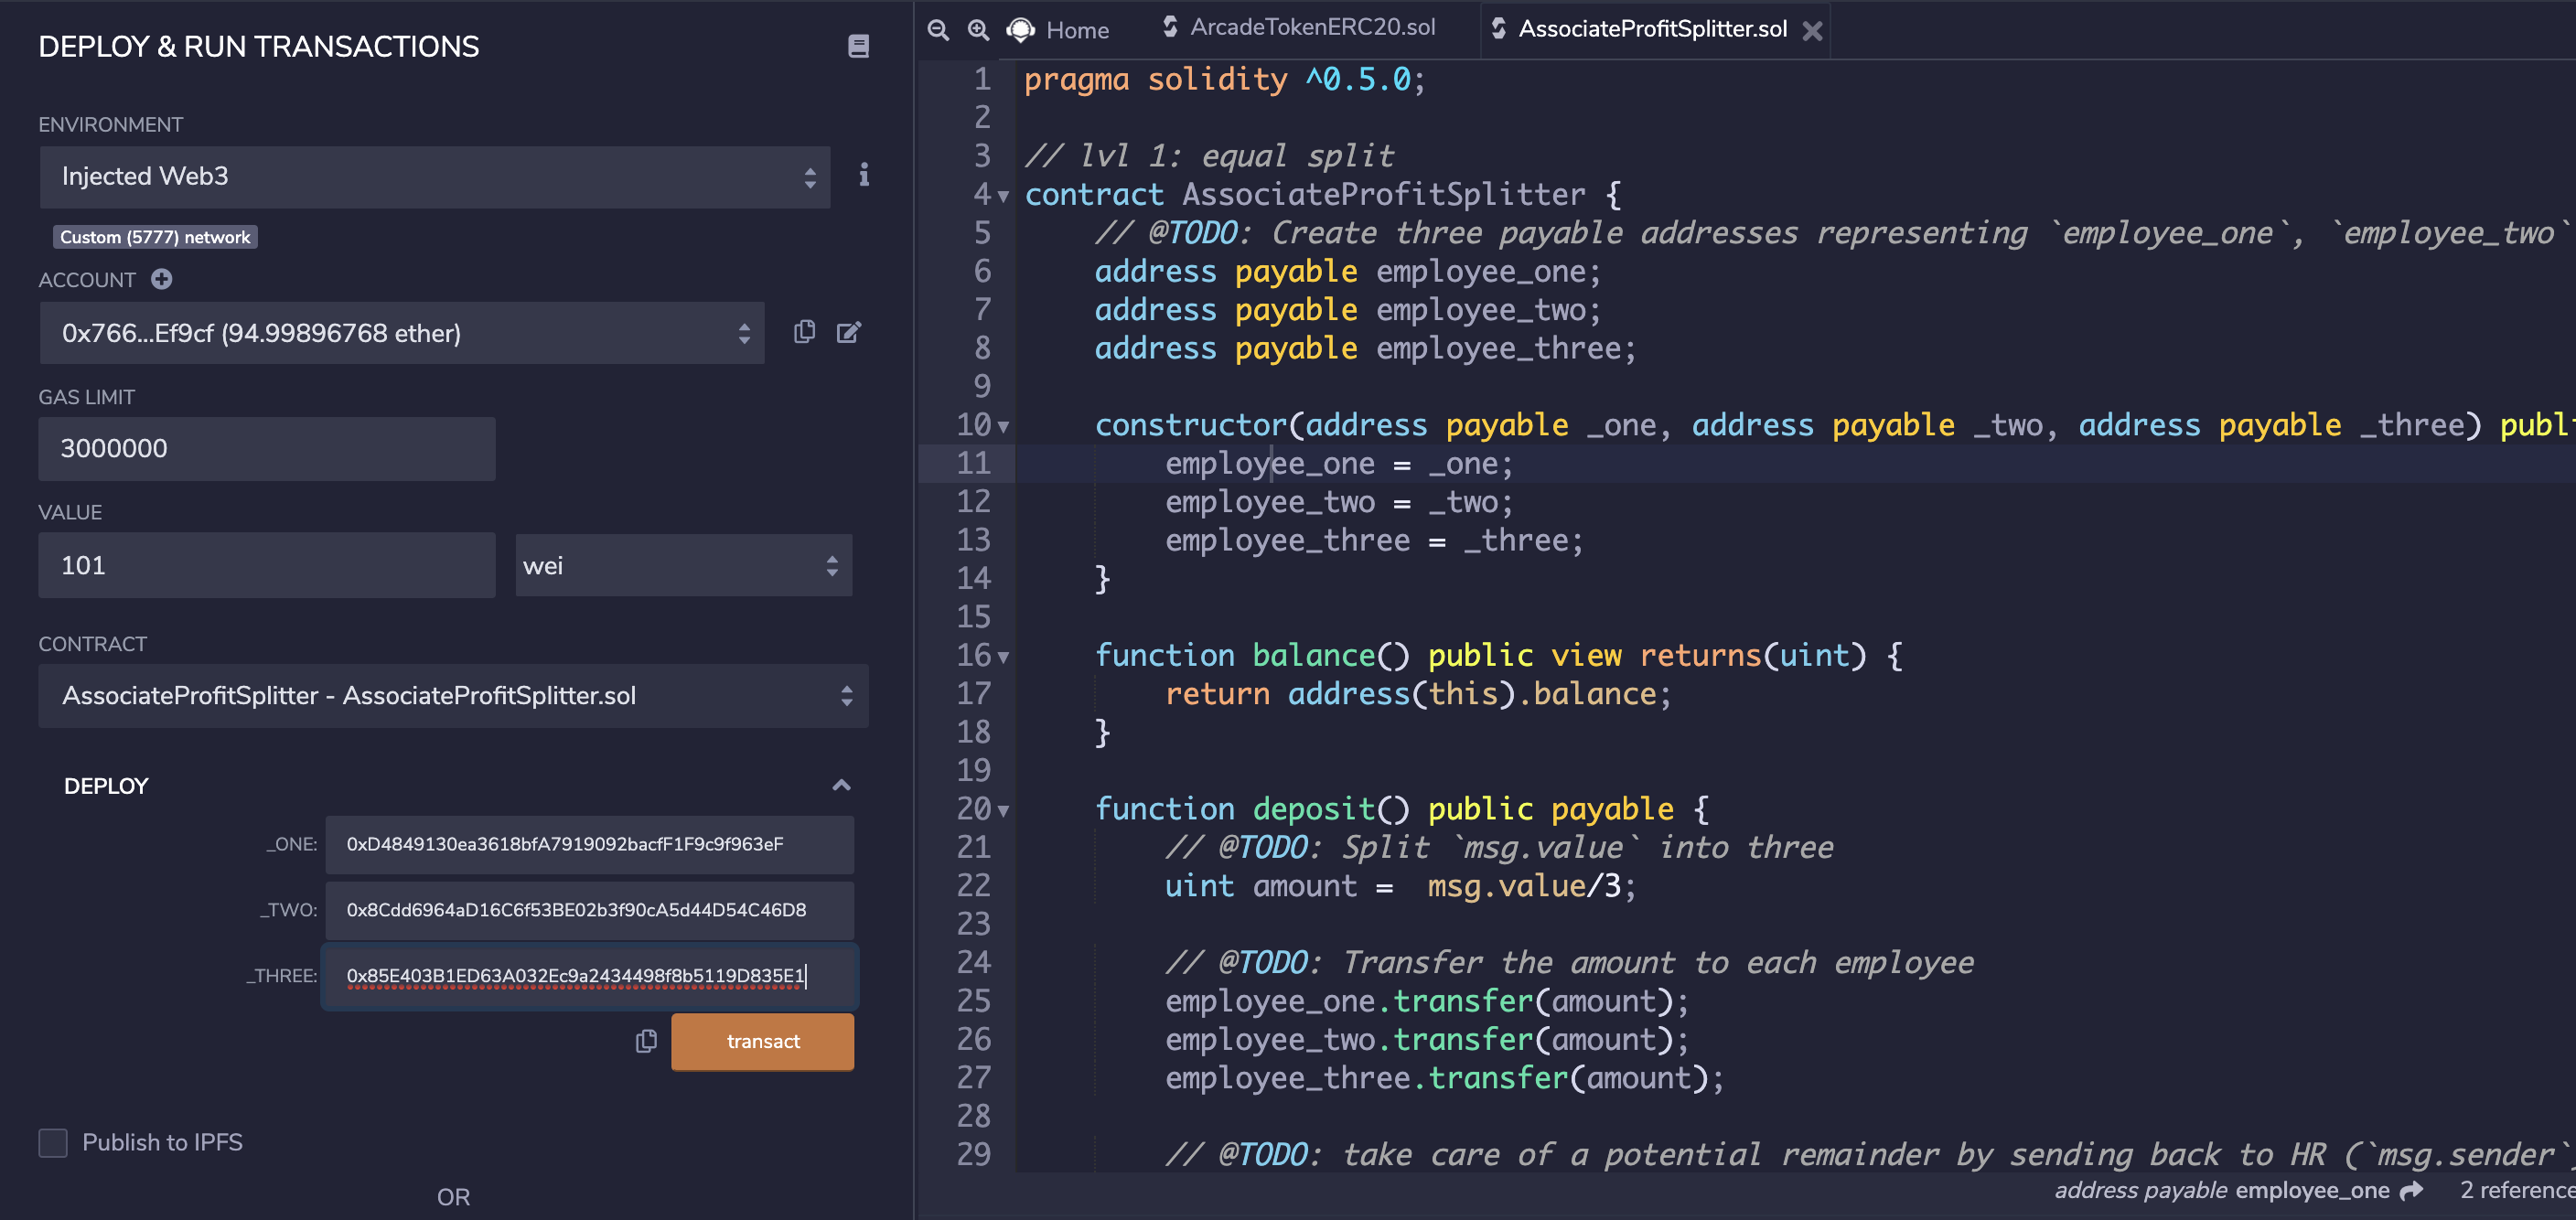 DEPLOY & RUN TRANSACTIONS
ENVIRONMENT
Injected Web3
Custom (5777) network
ACCOUNT
0x766...Ef9cf (94.99896768 ether)
GAS LIMIT
3000000
VALUE
101
wei
CONTRACT
AssociateProfitSplitter - AssociateProfitSplitter.sol
DEPLOY
_ONE: 0xD4849130ea3618bfA7919092bacfF1F9c9f963eF
_TWO: 0x8Cdd6964aD16C6f53BE02b3f90cA5d44D54C46D8
_THREE: 0x85E403B1ED63A032Ec9a2434498f8b5119D835E1
transact
Publish to IPFS
OR
Home ArcadeTokenERC20.sol AssociateProfitSplitter.sol
1 pragma solidity ^0.5.0;
2
3 // lvl 1: equal split
4 contract AssociateProfitSplitter {
5 // @TODO: Create three payable addresses representing `employee_one`, `employee_two`
6 address payable employee_one;
7 address payable employee_two;
8 address payable employee_three;
9
10 constructor(address payable _one, address payable _two, address payable _three) publ
11 employee_one = _one;
12 employee_two = _two;
13 employee_three = _three;
14 }
15
16 function balance() public view returns(uint) {
17 return address(this).balance;
18 }
19
20 function deposit() public payable {
21 // @TODO: Split `msg.value` into three
22 uint amount =  msg.value/3;
23
24 // @TODO: Transfer the amount to each employee
25 employee_one.transfer(amount);
26 employee_two.transfer(amount);
27 employee_three.transfer(amount);
28
29 // @TODO: take care of a potential remainder by sending back to HR (`msg.sender`
address payable employee_one 2 reference